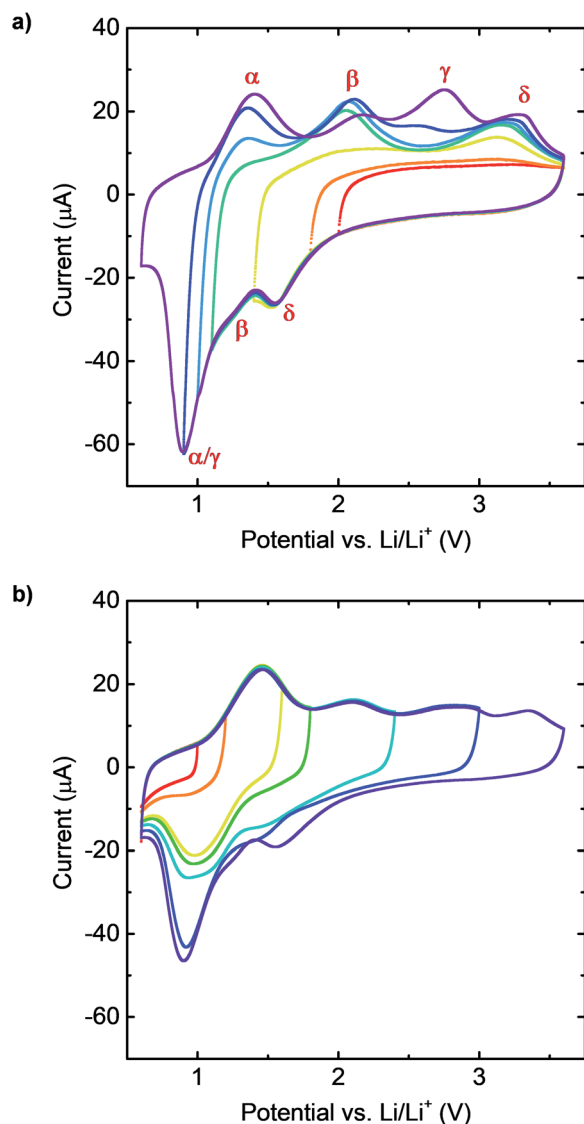 a)
40
20
0
-20
-40
-60
Current (μA)
α
β
γ
δ
β
δ
α/γ
1
2
3
Potential vs. Li/Li⁺ (V)
b)
40
20
0
-20
-40
-60
Current (μA)
1
2
3
Potential vs. Li/Li⁺ (V)